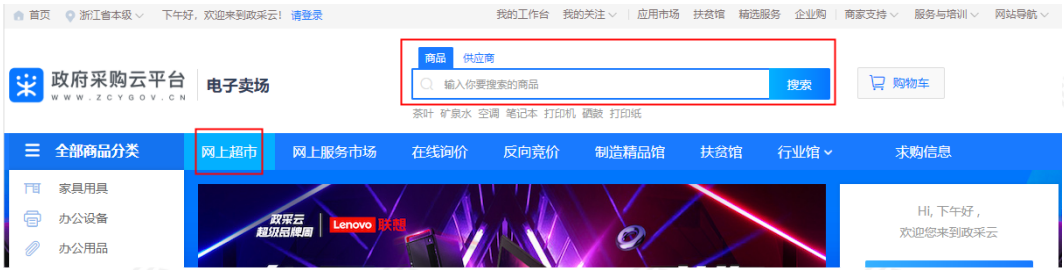 首页 浙江省本级 下午好，欢迎来到政采云！ 请登录 我的工作台 我的关注 应用市场 扶贫馆 精选服务 企业购 商家支持 服务与培训 网站导航
商品 供应商
政府采购云平台 电子卖场 输入你要搜索的商品 搜索 购物车
WWW.ZCYGOV.CN
茶叶 矿泉水 空调 笔记本 打印机 硒鼓 打印纸
全部商品分类 网上超市 网上服务市场 在线询价 反向竞价 制造精品馆 扶贫馆 行业馆 求购信息
家具用具
办公设备
办公用品
政采云
超级品牌周
Lenovo 联想
Hi, 下午好，
欢迎您来到政采云